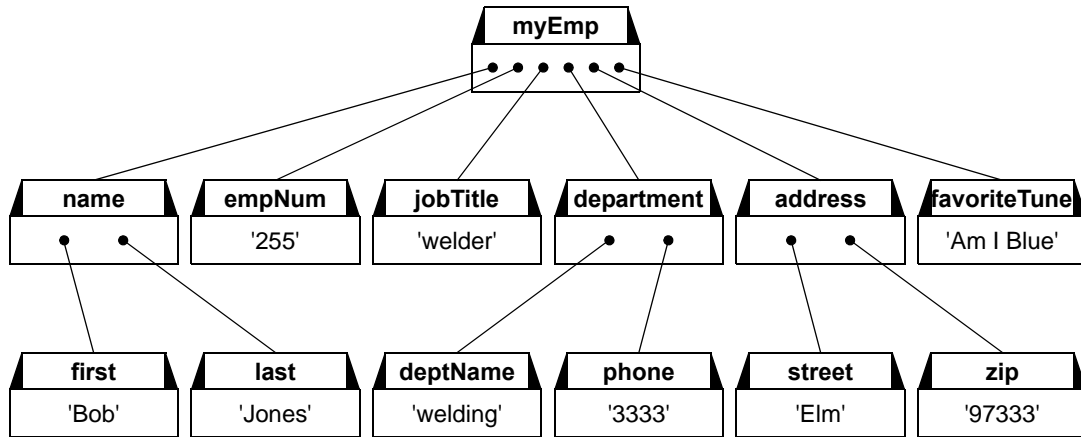 myEmp
name empNum jobTitle department address favoriteTune
'255' 'welder' 'Am I Blue'
first last deptName phone street zip
'Bob' 'Jones' 'welding' '3333' 'Elm' '97333'